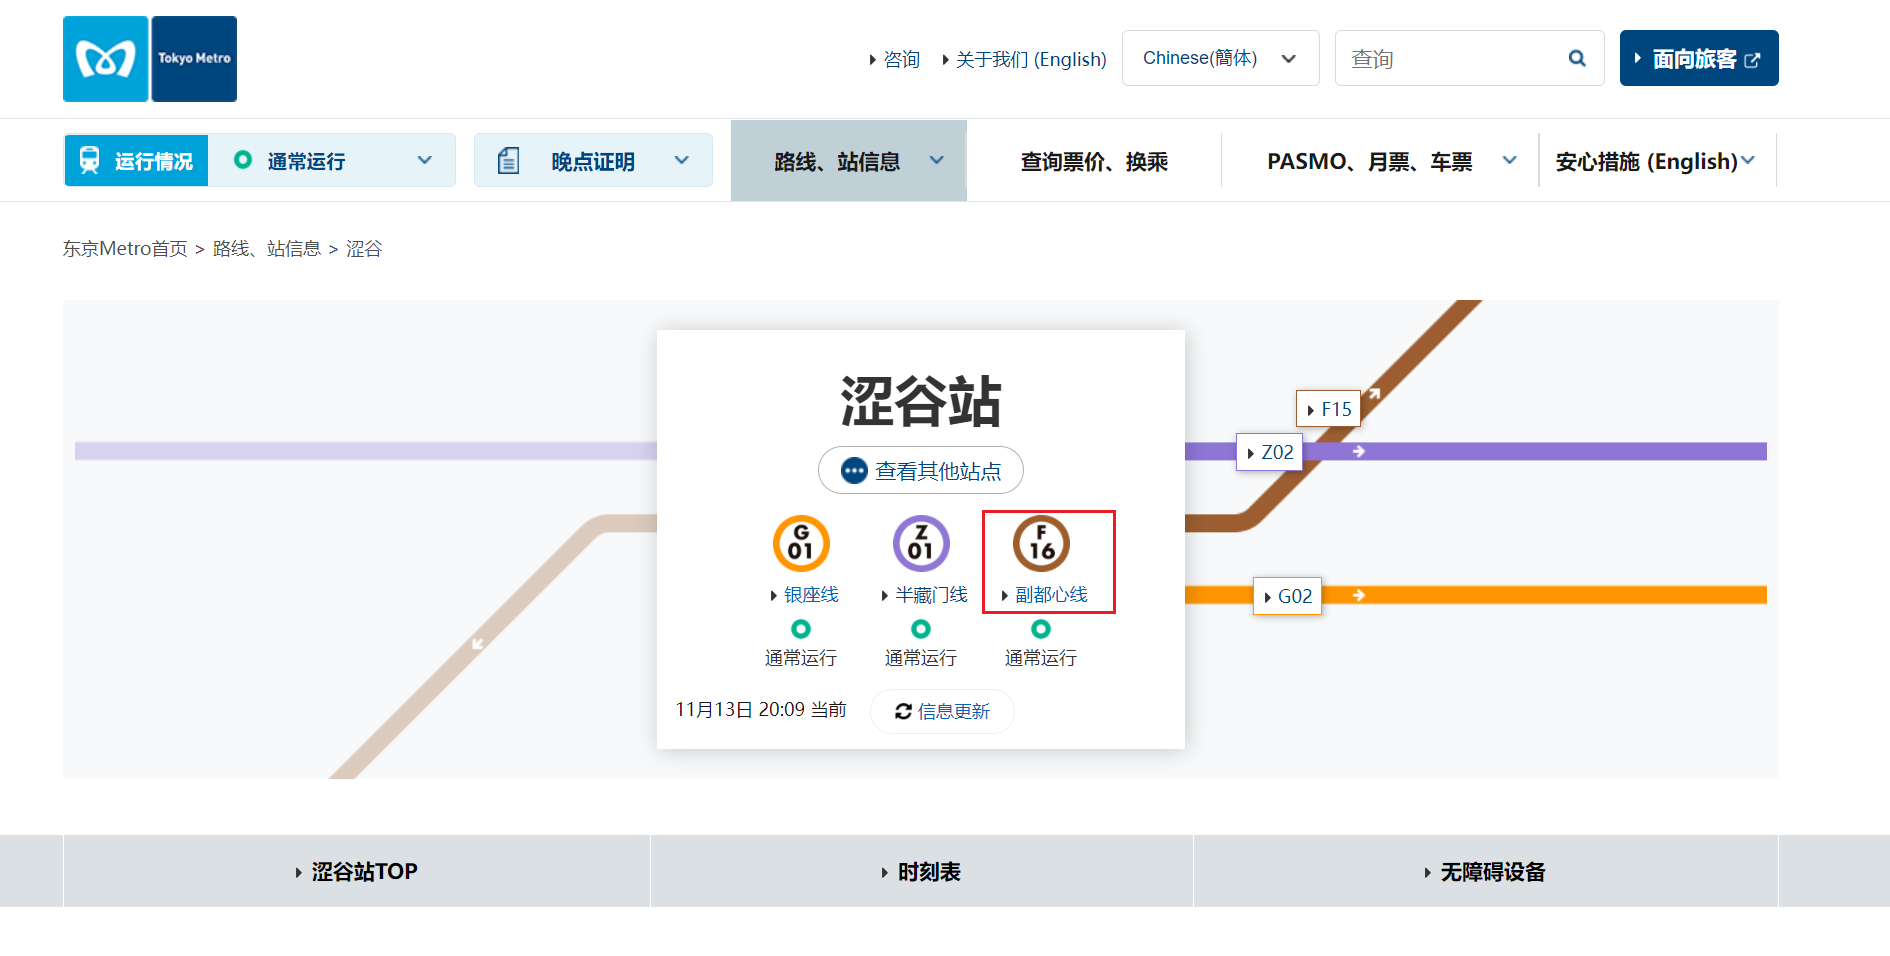 Tokyo Metro
咨询
关于我们 (English)
Chinese(簡体)
查询
面向旅客
运行情况
通常运行
晚点证明
路线、站信息
查询票价、换乘
PASMO、月票、车票
安心措施 (English)
东京Metro首页 > 路线、站信息 > 涩谷
涩谷站
查看其他站点
F15
Z02
G02
G 01
Z 01
F 16
银座线
半藏门线
副都心线
通常运行
通常运行
通常运行
11月13日 20:09 当前
信息更新
涩谷站TOP
时刻表
无障碍设备